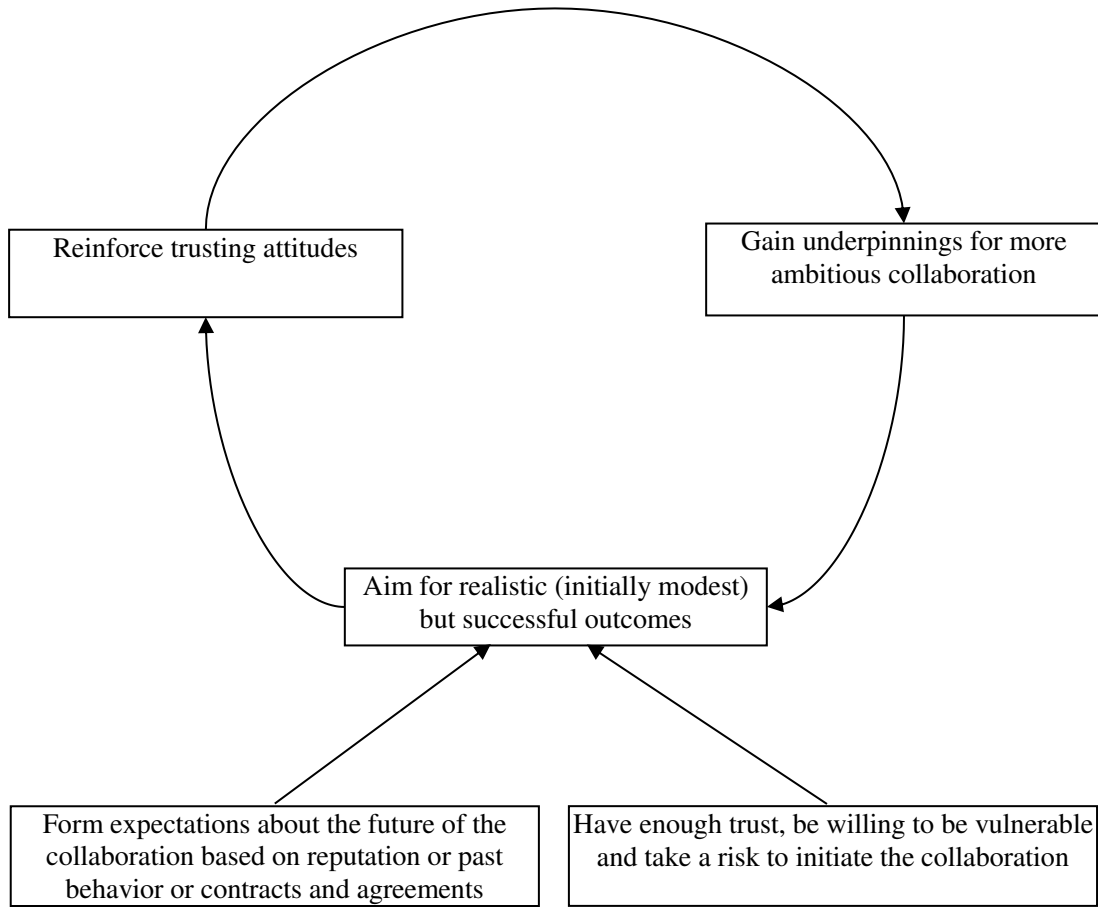 Reinforce trusting attitudes
Gain underpinnings for more
ambitious collaboration
Aim for realistic (initially modest)
but successful outcomes
Form expectations about the future of the
collaboration based on reputation or past
behavior or contracts and agreements
Have enough trust, be willing to be vulnerable
and take a risk to initiate the collaboration